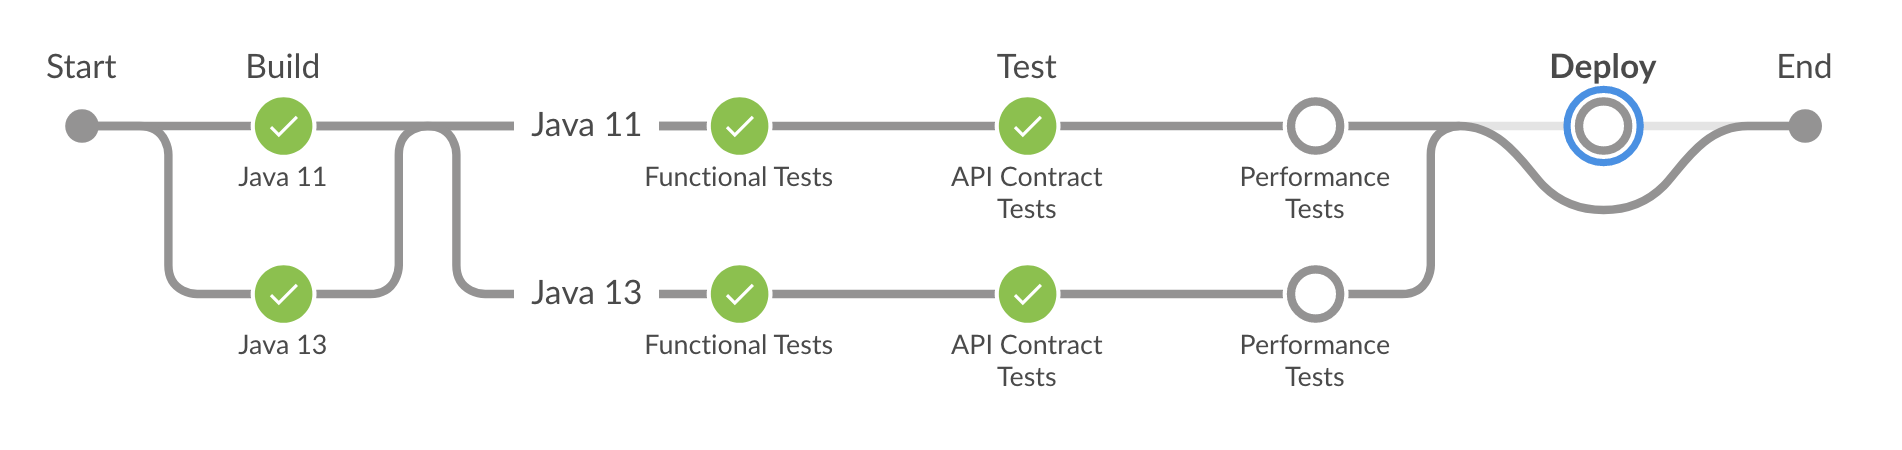 Start
Build
Test
Deploy
End
Java 11
Java 11
Functional Tests
API Contract
Tests
Performance
Tests
Java 13
Java 13
Functional Tests
API Contract
Tests
Performance
Tests